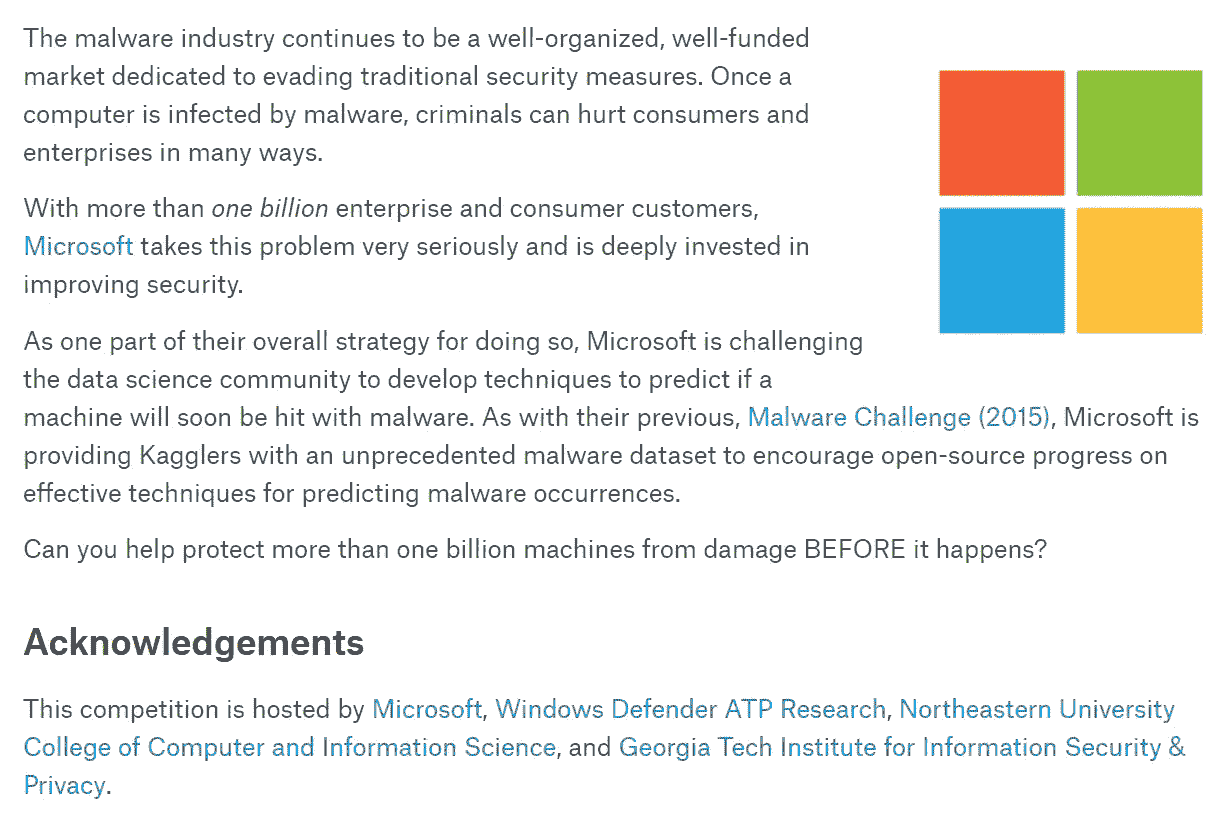 The malware industry continues to be a well-organized, well-funded
market dedicated to evading traditional security measures. Once a
computer is infected by malware, criminals can hurt consumers and
enterprises in many ways.
With more than one billion enterprise and consumer customers,
Microsoft takes this problem very seriously and is deeply invested in
improving security.
As one part of their overall strategy for doing so, Microsoft is challenging
the data science community to develop techniques to predict if a
machine will soon be hit with malware. As with their previous, Malware Challenge (2015), Microsoft is
providing Kagglers with an unprecedented malware dataset to encourage open-source progress on
effective techniques for predicting malware occurrences.
Can you help protect more than one billion machines from damage BEFORE it happens?
Acknowledgements
This competition is hosted by Microsoft, Windows Defender ATP Research, Northeastern University
College of Computer and Information Science, and Georgia Tech Institute for Information Security &
Privacy.